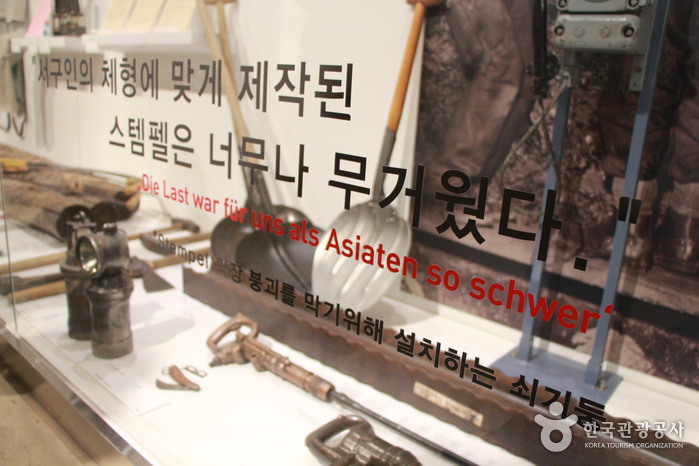 "서구인의 체형에 맞게 제작된
스템펠은 너무나 무거웠다."
Die Last war für uns als Asiaten so schwer"
*Stempel 막장 붕괴를 막기위해 설치하는 쇠기둥
한국관광공사
KOREA TOURISM ORGANIZATION